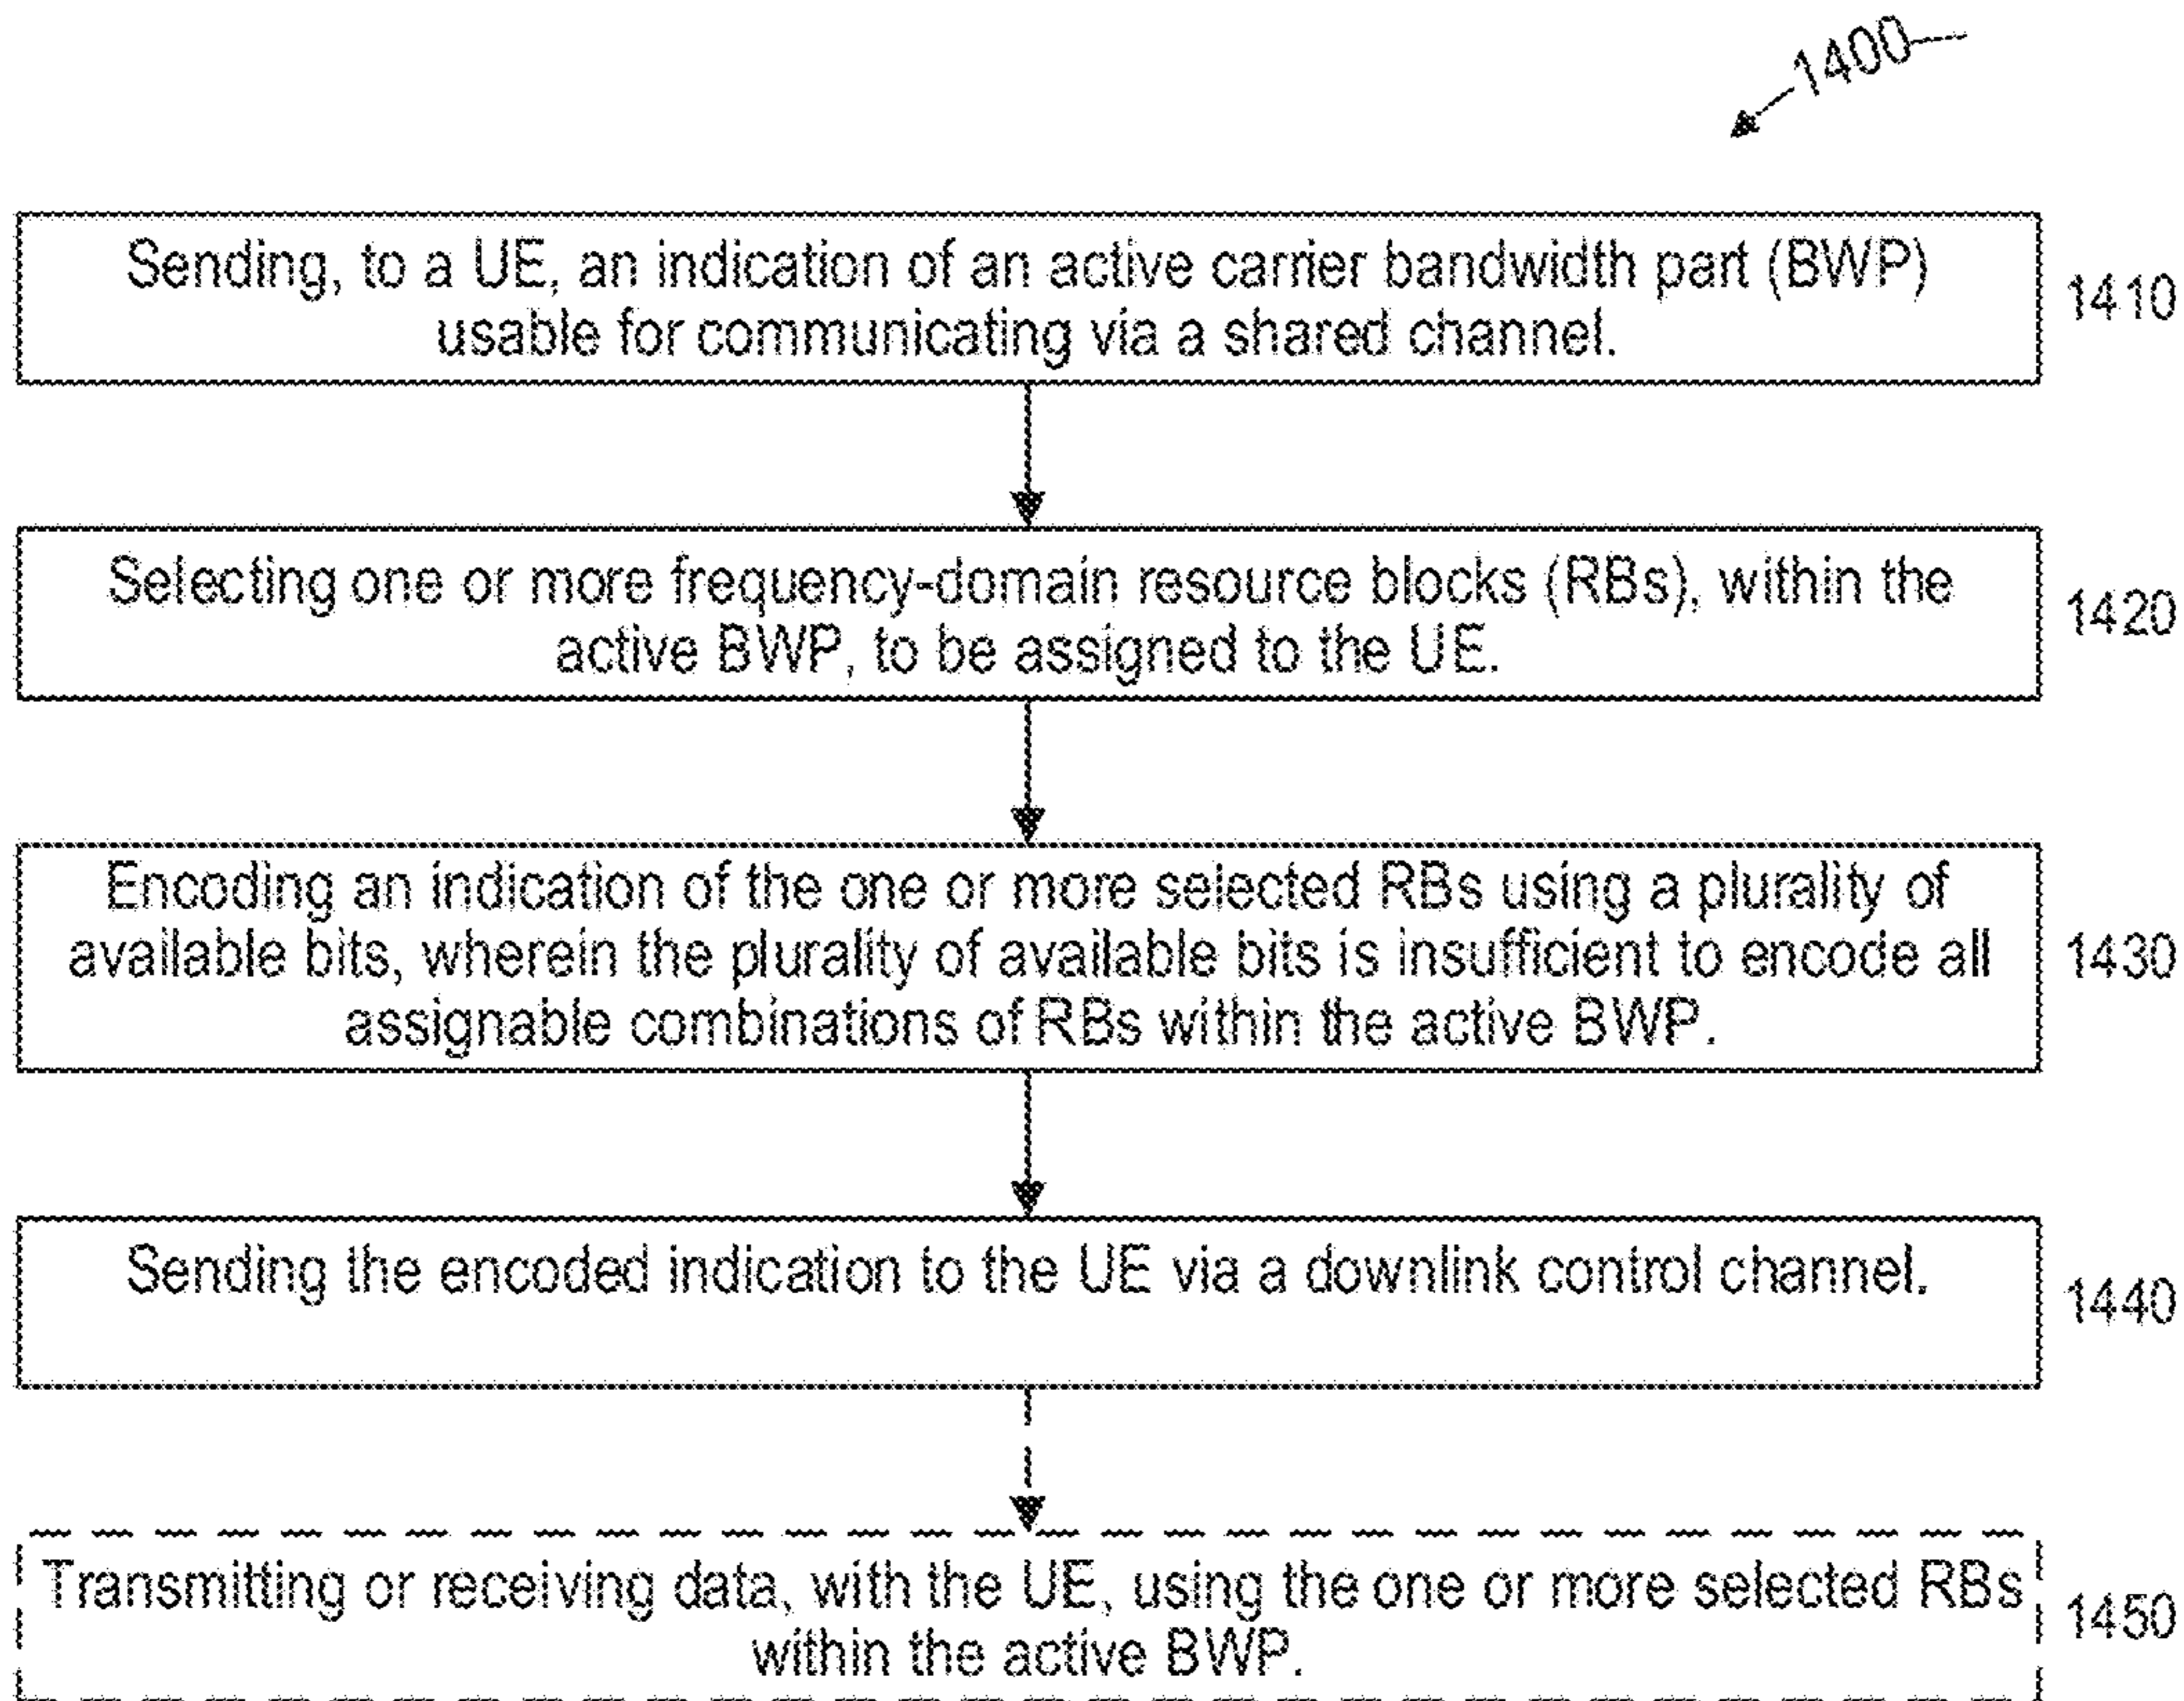 1400
Sending, to a UE, an indication of an active carrier bandwidth part (BWP)
usable for communicating via a shared channel.
1410
Selecting one or more frequency-domain resource blocks (RBs), within the
active BWP, to be assigned to the UE.
1420
Encoding an indication of the one or more selected RBs using a plurality of
available bits, wherein the plurality of available bits is insufficient to encode all
assignable combinations of RBs within the active BWP.
1430
Sending the encoded indication to the UE via a downlink control channel.
1440
Transmitting or receiving data, with the UE, using the one or more selected RBs
within the active BWP.
1450